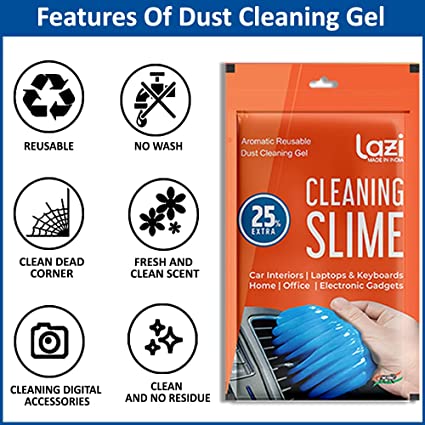 Features Of Dust Cleaning Gel
REUSABLE
NO WASH
CLEAN DEAD
CORNER
FRESH AND
CLEAN SCENT
CLEANING DIGITAL
ACCESSORIES
CLEAN
AND NO RESIDUE
Lazi
MADE IN INDIA
Aromatic Reusable
Dust Cleaning Gel
CLEANING
25%
EXTRA
SLIME
Car Interiors | Laptops & Keyboards
Home | Office | Electronic Gadgets